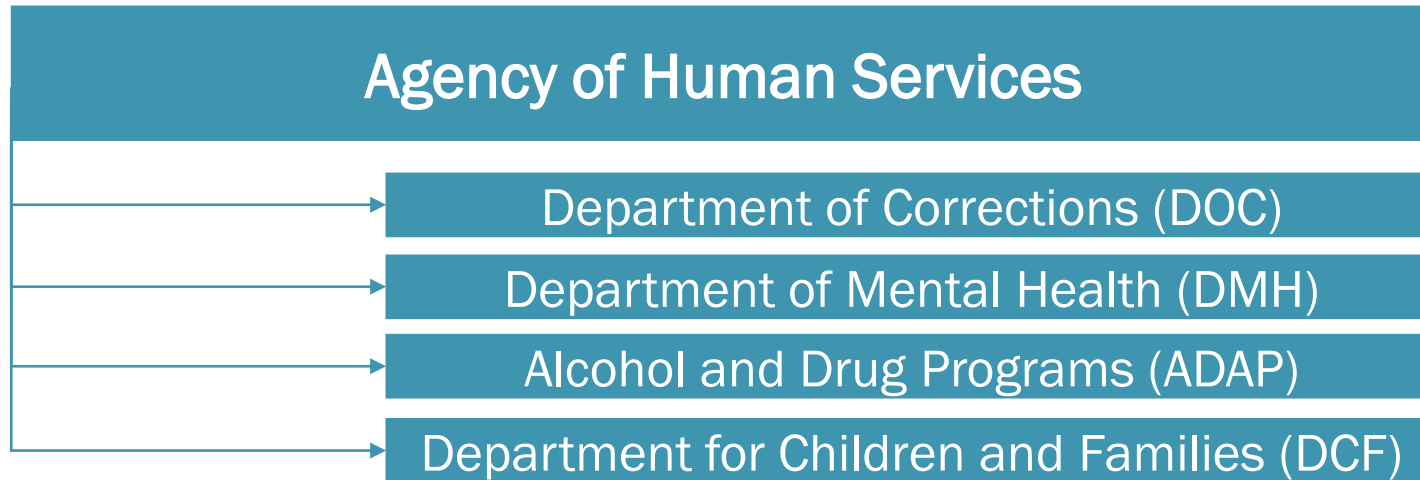 Agency of Human Services
Department of Corrections (DOC)
Department of Mental Health (DMH)
Alcohol and Drug Programs (ADAP)
Department for Children and Families (DCF)